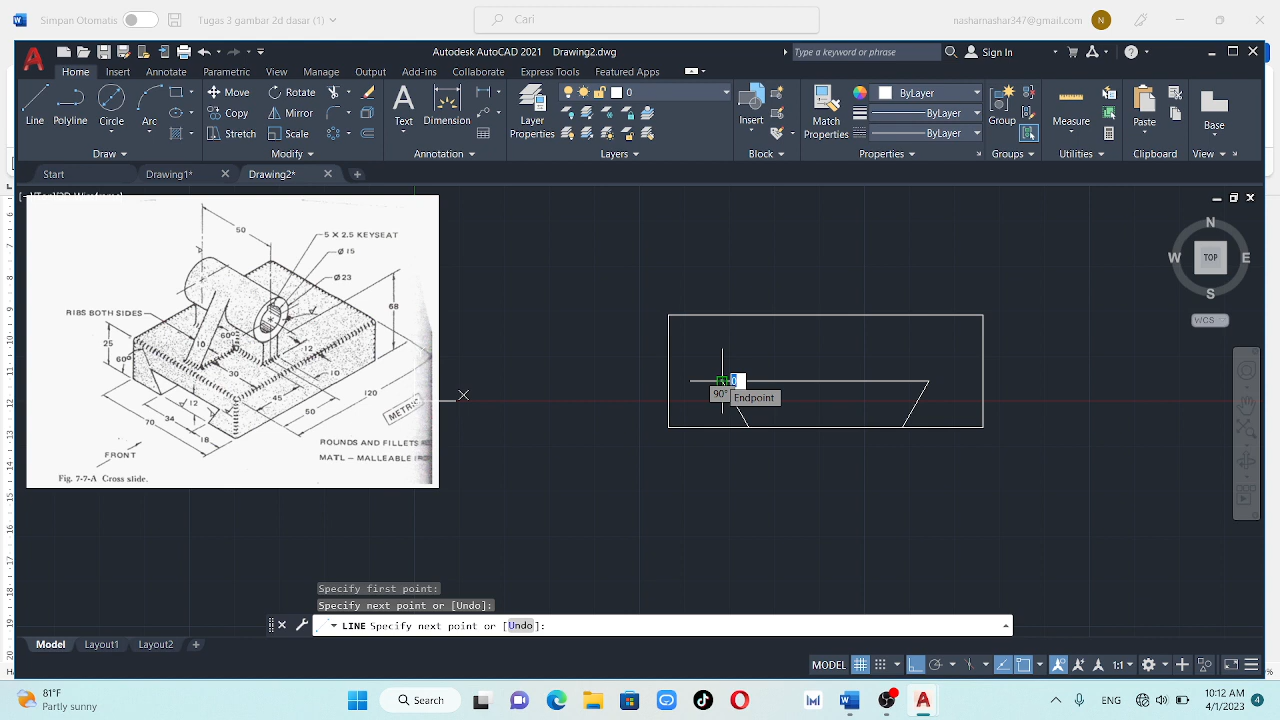 Simpan Otomatis
Tugas 3 gambar 2d dasar (1)
Cari
nasharnashar347@gmail.com
N
A
Autodesk AutoCAD 2021 Drawing2.dwg
Type a keyword or phrase
Sign In
Home Insert Annotate Parametric View Manage Output Add-ins Collaborate Express Tools Featured Apps
Line Polyline Circle Arc
Move Rotate
Copy Mirror
Stretch Scale
Text Dimension
Layer Properties
0
Insert
Match Properties
ByLayer
ByLayer
ByLayer
Group
Measure
Paste
Base
Draw Modify Annotation Layers Block Properties Groups Utilities Clipboard View
Start Drawing1* Drawing2*
50
5 X 2.5 KEYSEAT
Ø 15
Ø 23
68
RIBS BOTH SIDES
25
60°
10
60°
12
10
30
12
45
50
120
METRIC
70
34
18
FRONT
ROUNDS AND FILLETS
MATL – MALLEABLE
Fig. 7-7-A Cross slide.
N
W TOP E
S
WCS
0
90°
Endpoint
Specify first point:
Specify next point or [Undo]:
LINE Specify next point or [Undo]:
Model Layout1 Layout2
MODEL
1:1
81°F
Partly sunny
Search
ENG
10:12 AM
4/1/2023
4